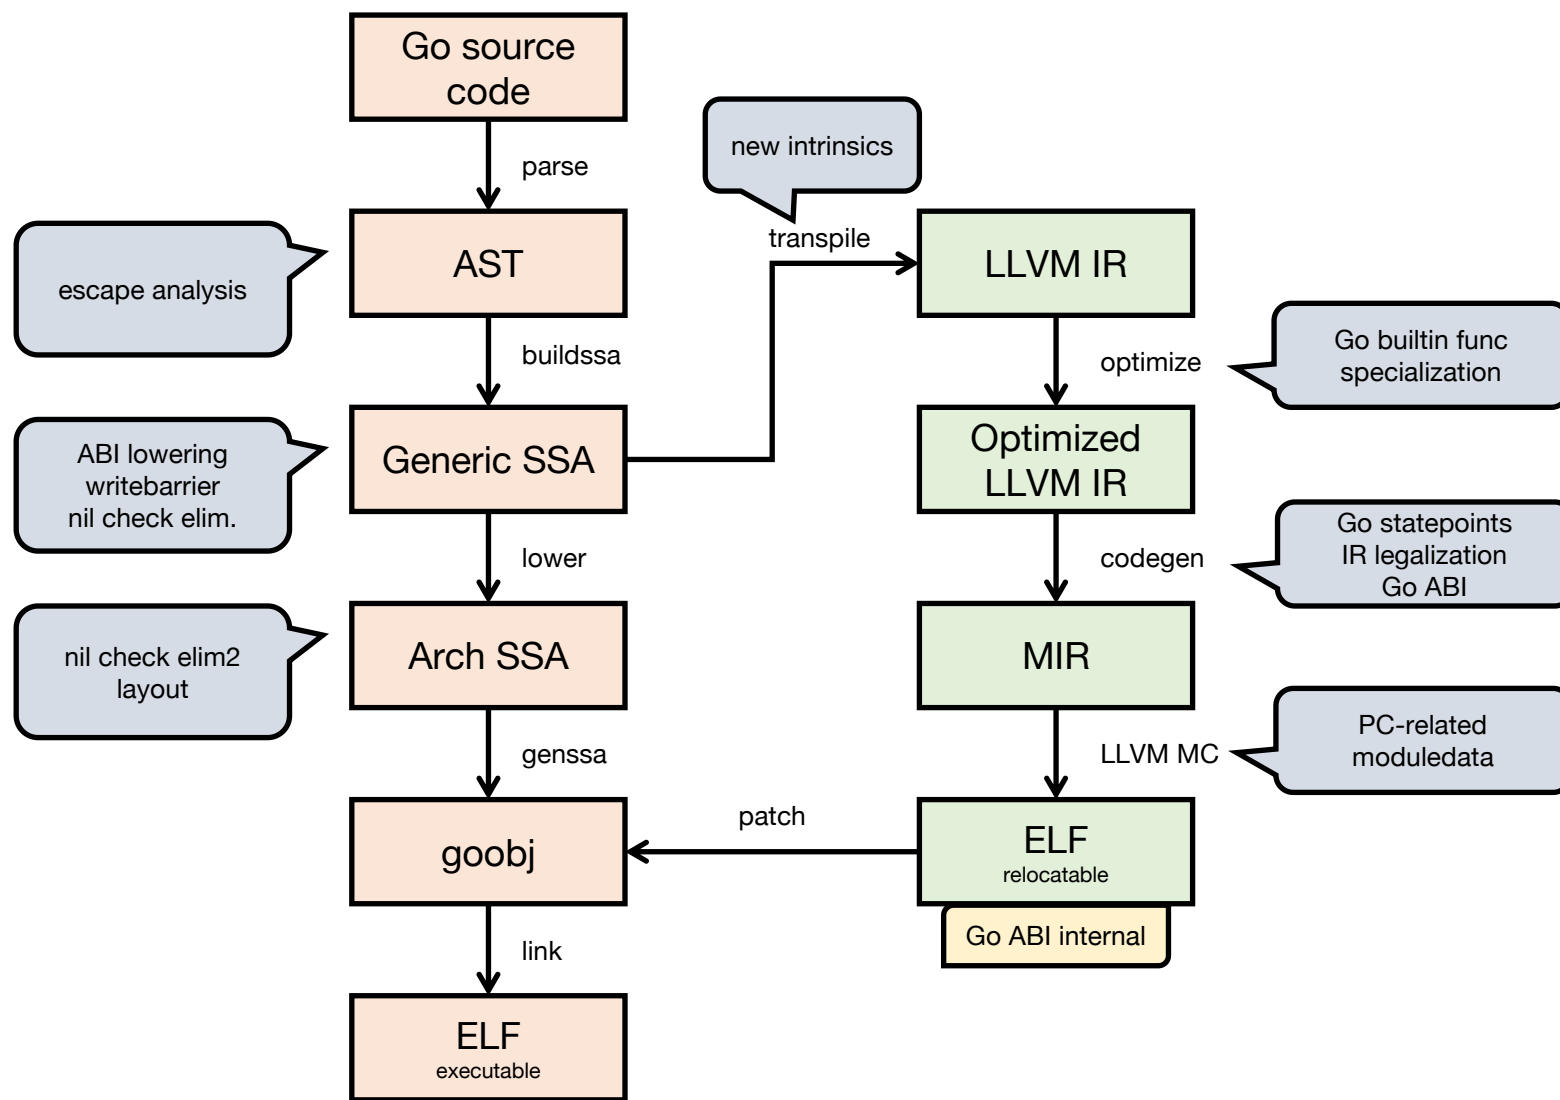 Go source
code
parse
new intrinsics
AST
escape analysis
transpile
LLVM IR
buildssa
optimize
Go builtin func
specialization
ABI lowering
writebarrier
nil check elim.
Generic SSA
Optimized
LLVM IR
lower
codegen
Go statepoints
IR legalization
Go ABI
nil check elim2
layout
Arch SSA
MIR
genssa
LLVM MC
PC-related
moduledata
goobj
patch
ELF
relocatable
Go ABI internal
link
ELF
executable